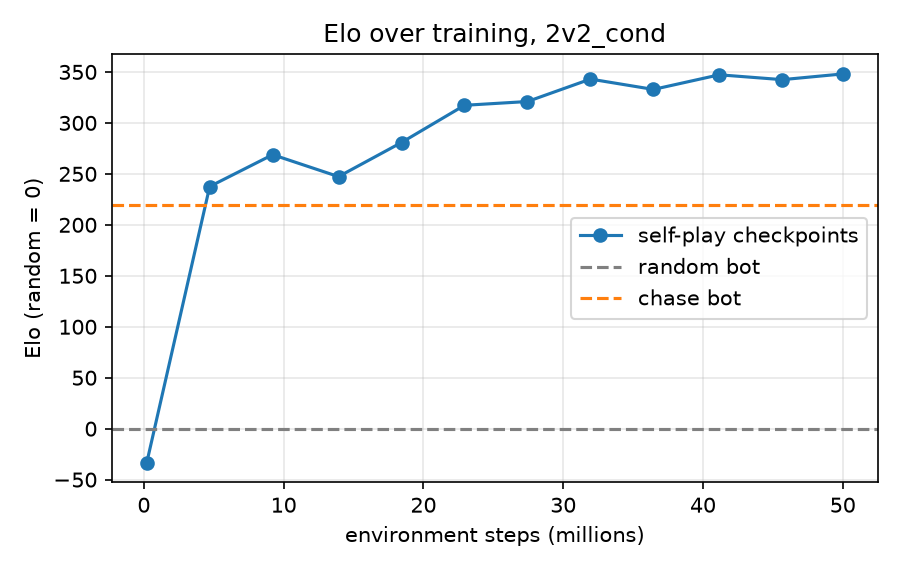 Elo over training, 2v2_cond
Elo (random = 0)
350
300
250
200
150
100
50
0
−50
self-play checkpoints
random bot
chase bot
0
10
20
30
40
50
environment steps (millions)